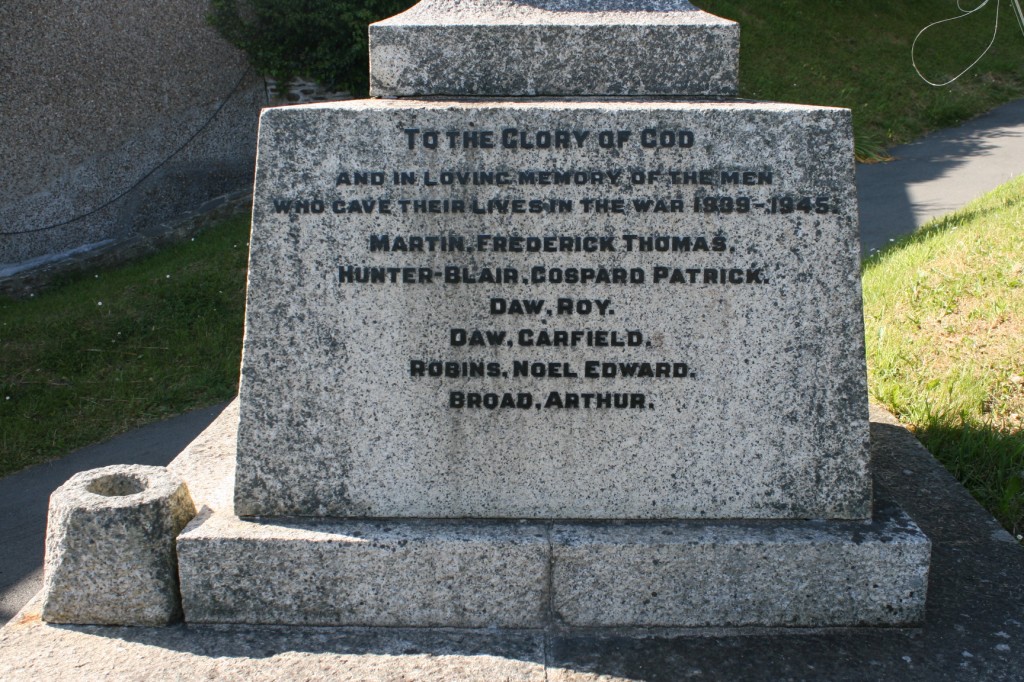 TO THE GLORY OF GOD
AND IN LOVING MEMORY OF THE MEN
WHO GAVE THEIR LIVES IN THE WAR 1939-1945.
MARTIN, FREDERICK THOMAS.
HUNTER-BLAIR, GOSPARD PATRICK.
DAW, ROY.
DAW, GARFIELD.
ROBINS, NOEL EDWARD.
BROAD, ARTHUR.